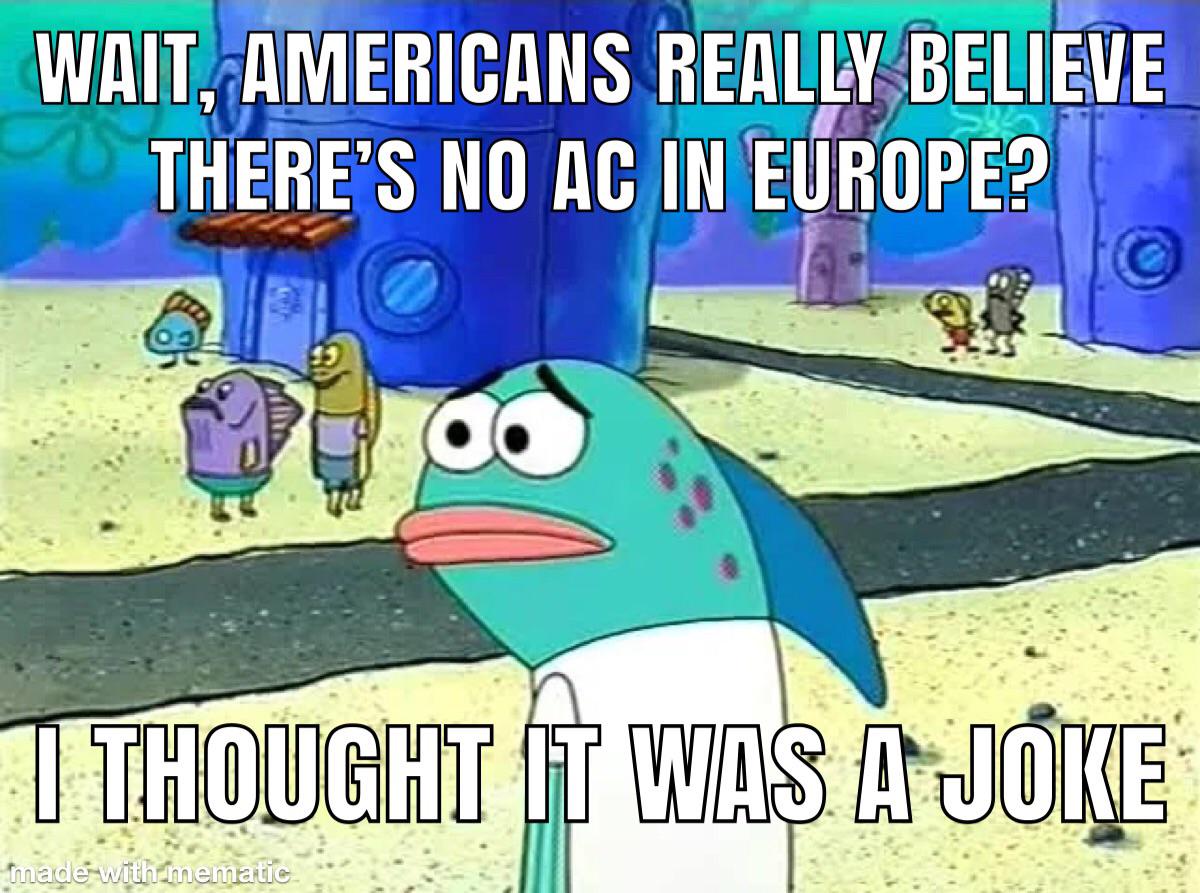 WAIT, AMERICANS REALLY BELIEVE
THERE'S NO AC IN EUROPE?
I THOUGHT IT WAS A JOKE
made with mematic